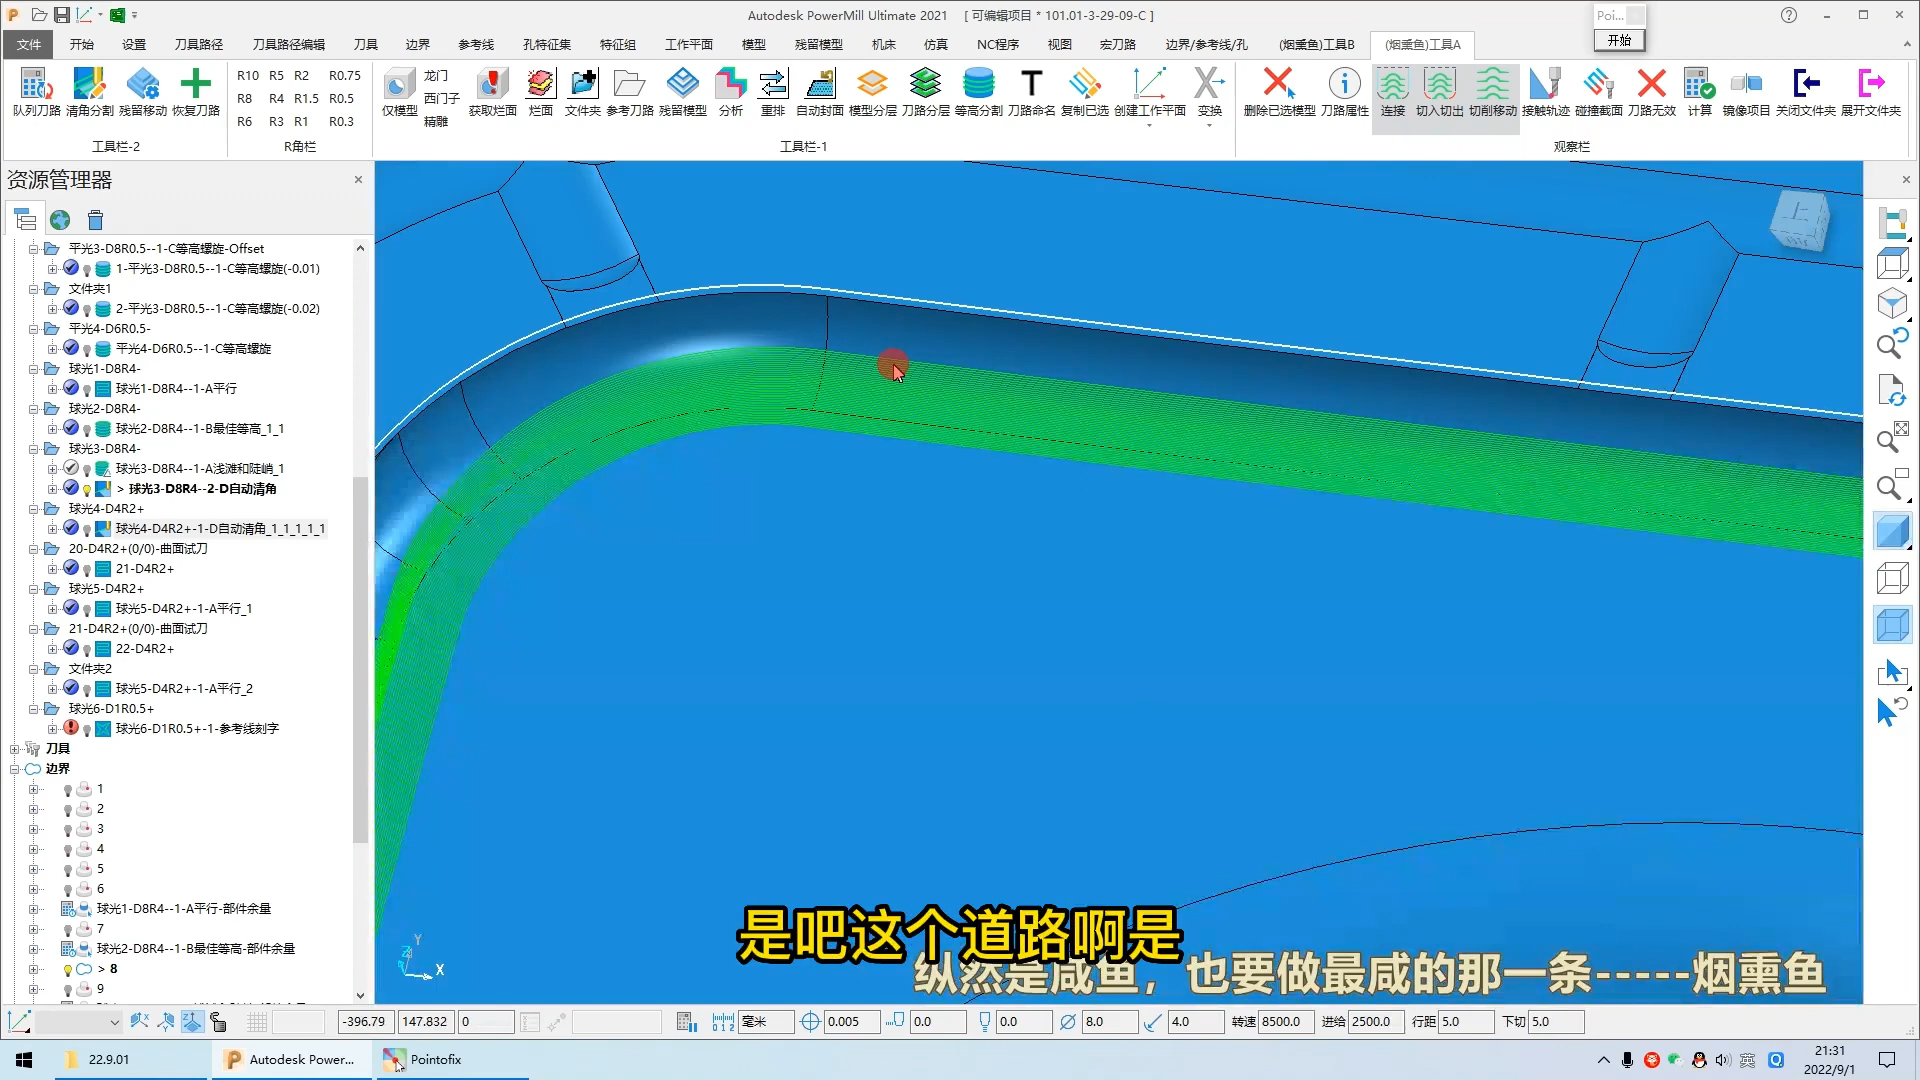 Autodesk PowerMill Ultimate 2021 [ 可编辑项目 * 101.01-3-29-09-C ]
Poi...
开始
文件 开始 设置 刀具路径 刀具路径编辑 刀具 边界 参考线 孔特征集 特征组 工作平面 模型 残留模型 机床 仿真 NC程序 视图 宏刀路 边界/参考线/孔 (烟熏鱼)工具B (烟熏鱼)工具A
队列刀路 清角分割 残留移动 恢复刀路
R10 R5 R2 R0.75
R8 R4 R1.5 R0.5
R6 R3 R1 R0.3
仅模型
龙门
西门子
精雕
获取烂面 烂面 文件夹 参考刀路 残留模型 分析 重排 自动封面 模型分层 刀路分层 等高分割 刀路命名 复制已选 创建工作平面 变换
删除已选模型 刀路属性 连接 切入切出 切削移动 接触轨迹 碰撞截面 刀路无效 计算 镜像项目 关闭文件夹 展开文件夹
工具栏-2 R角栏 工具栏-1 观察栏
资源管理器
平光3-D8R0.5--1-C等高螺旋-Offset
1-平光3-D8R0.5--1-C等高螺旋(-0.01)
文件夹1
2-平光3-D8R0.5--1-C等高螺旋(-0.02)
平光4-D6R0.5-
平光4-D6R0.5--1-C等高螺旋
球光1-D8R4-
球光1-D8R4--1-A平行
球光2-D8R4-
球光2-D8R4--1-B最佳等高_1_1
球光3-D8R4-
球光3-D8R4--1-A浅滩和陡峭_1
> 球光3-D8R4--2-D自动清角
球光4-D4R2+
球光4-D4R2+-1-D自动清角_1_1_1_1_1
20-D4R2+(0/0)-曲面试刀
21-D4R2+
球光5-D4R2+
球光5-D4R2+-1-A平行_1
21-D4R2+(0/0)-曲面试刀
22-D4R2+
文件夹2
球光5-D4R2+-1-A平行_2
球光6-D1R0.5+
球光6-D1R0.5+-1-参考线刻字
刀具
边界
1
2
3
4
5
6
球光1-D8R4--1-A平行-部件余量
7
球光2-D8R4--1-B最佳等高-部件余量
> 8
9
上
Z
Y
X
是吧这个道路啊是
纵然是咸鱼，也要做最咸的那一条-----烟熏鱼
-396.79 147.832 0 毫米 0.005 0.0 0.0 8.0 4.0 转速 8500.0 进给 2500.0 行距 5.0 下切 5.0
22.9.01 Autodesk Power... Pointofix
英
21:31
2022/9/1